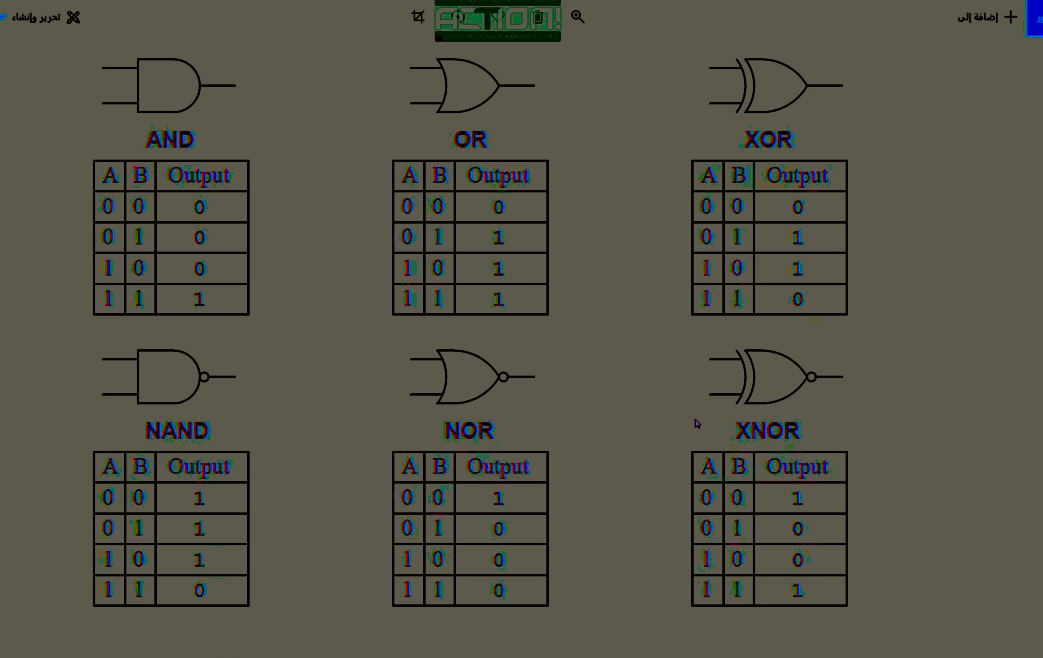 تحرير وإنشاء
ACTION!
إضافة إلى
AND OR XOR
A B Output A B Output A B Output
0 0 0 0 0 0 0 0 0
0 1 0 0 1 1 0 1 1
1 0 0 1 0 1 1 0 1
1 1 1 1 1 1 1 1 0
NAND NOR XNOR
A B Output A B Output A B Output
0 0 1 0 0 1 0 0 1
0 1 1 0 1 0 0 1 0
1 0 1 1 0 0 1 0 0
1 1 0 1 1 0 1 1 1